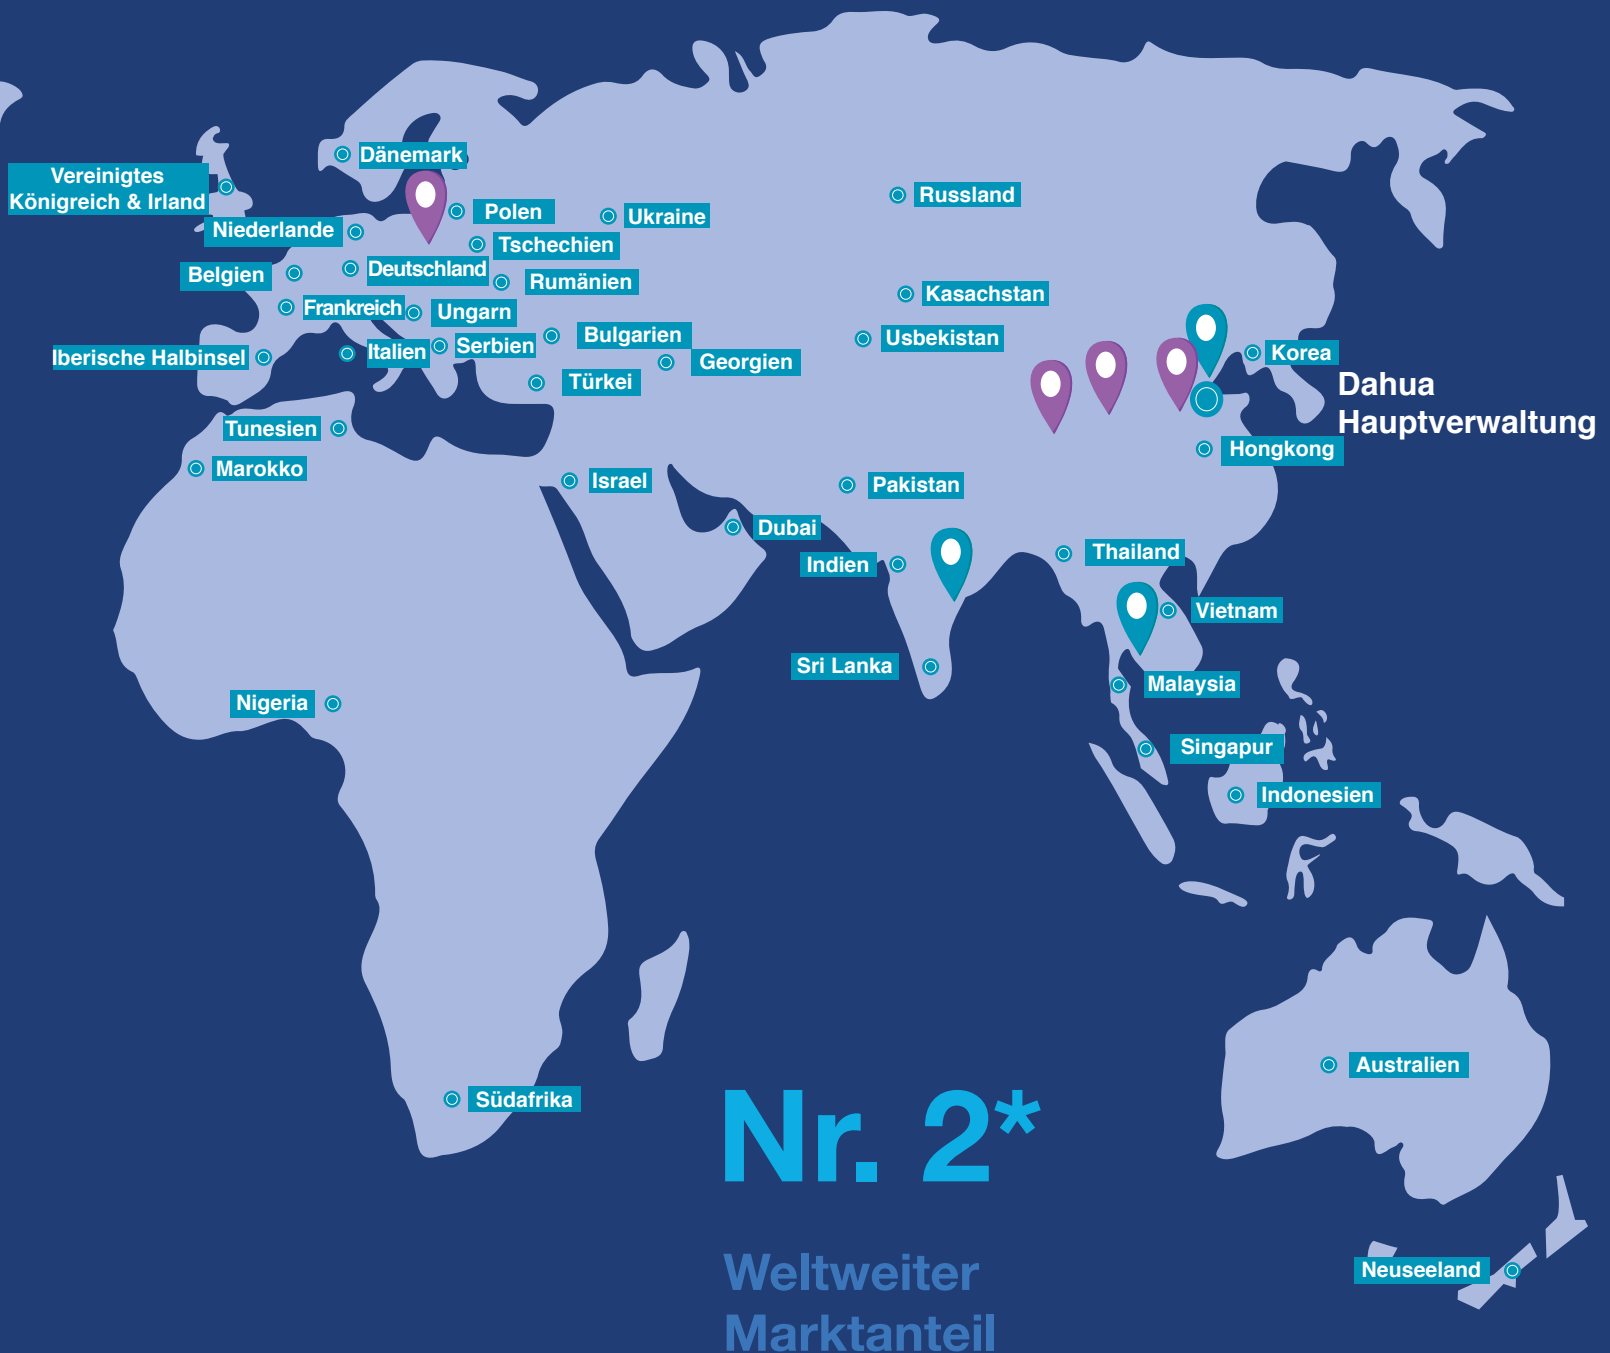 Dänemark
Vereinigtes
Königreich & Irland
Russland
Polen
Ukraine
Niederlande
Tschechien
Belgien
Deutschland
Rumänien
Kasachstan
Frankreich
Ungarn
Bulgarien
Usbekistan
Iberische Halbinsel
Italien
Serbien
Georgien
Korea
Türkei
Dahua
Hauptverwaltung
Tunesien
Hongkong
Marokko
Israel
Pakistan
Dubai
Indien
Thailand
Vietnam
Sri Lanka
Malaysia
Nigeria
Singapur
Indonesien
Australien
Südafrika
Nr. 2*
Neuseeland
Weltweiter
Marktanteil